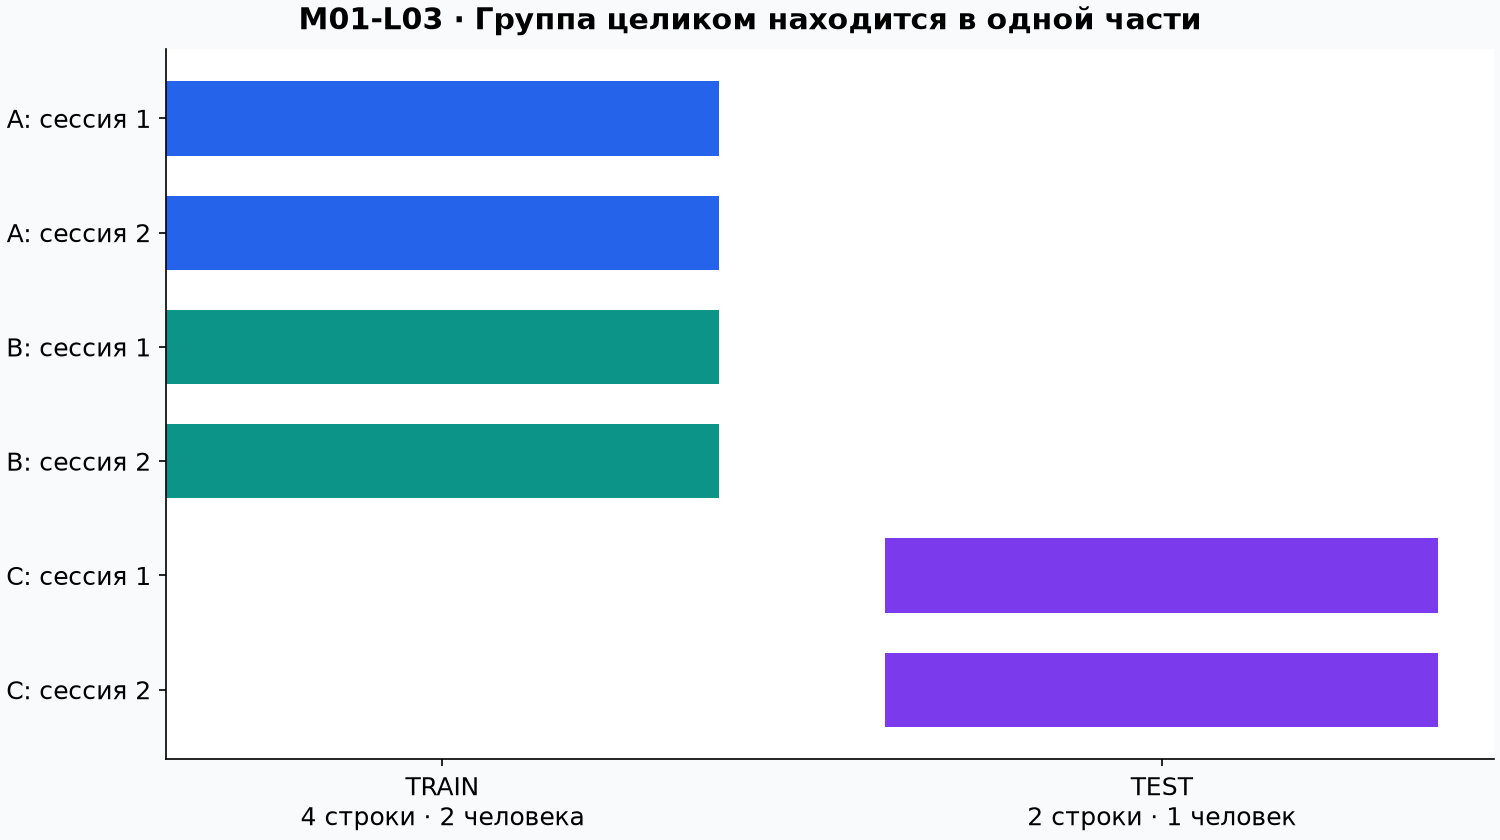 M01-L03 · Группа целиком находится в одной части
A: сессия 1
A: сессия 2
B: сессия 1
B: сессия 2
C: сессия 1
C: сессия 2
TRAIN
4 строки · 2 человека
TEST
2 строки · 1 человек